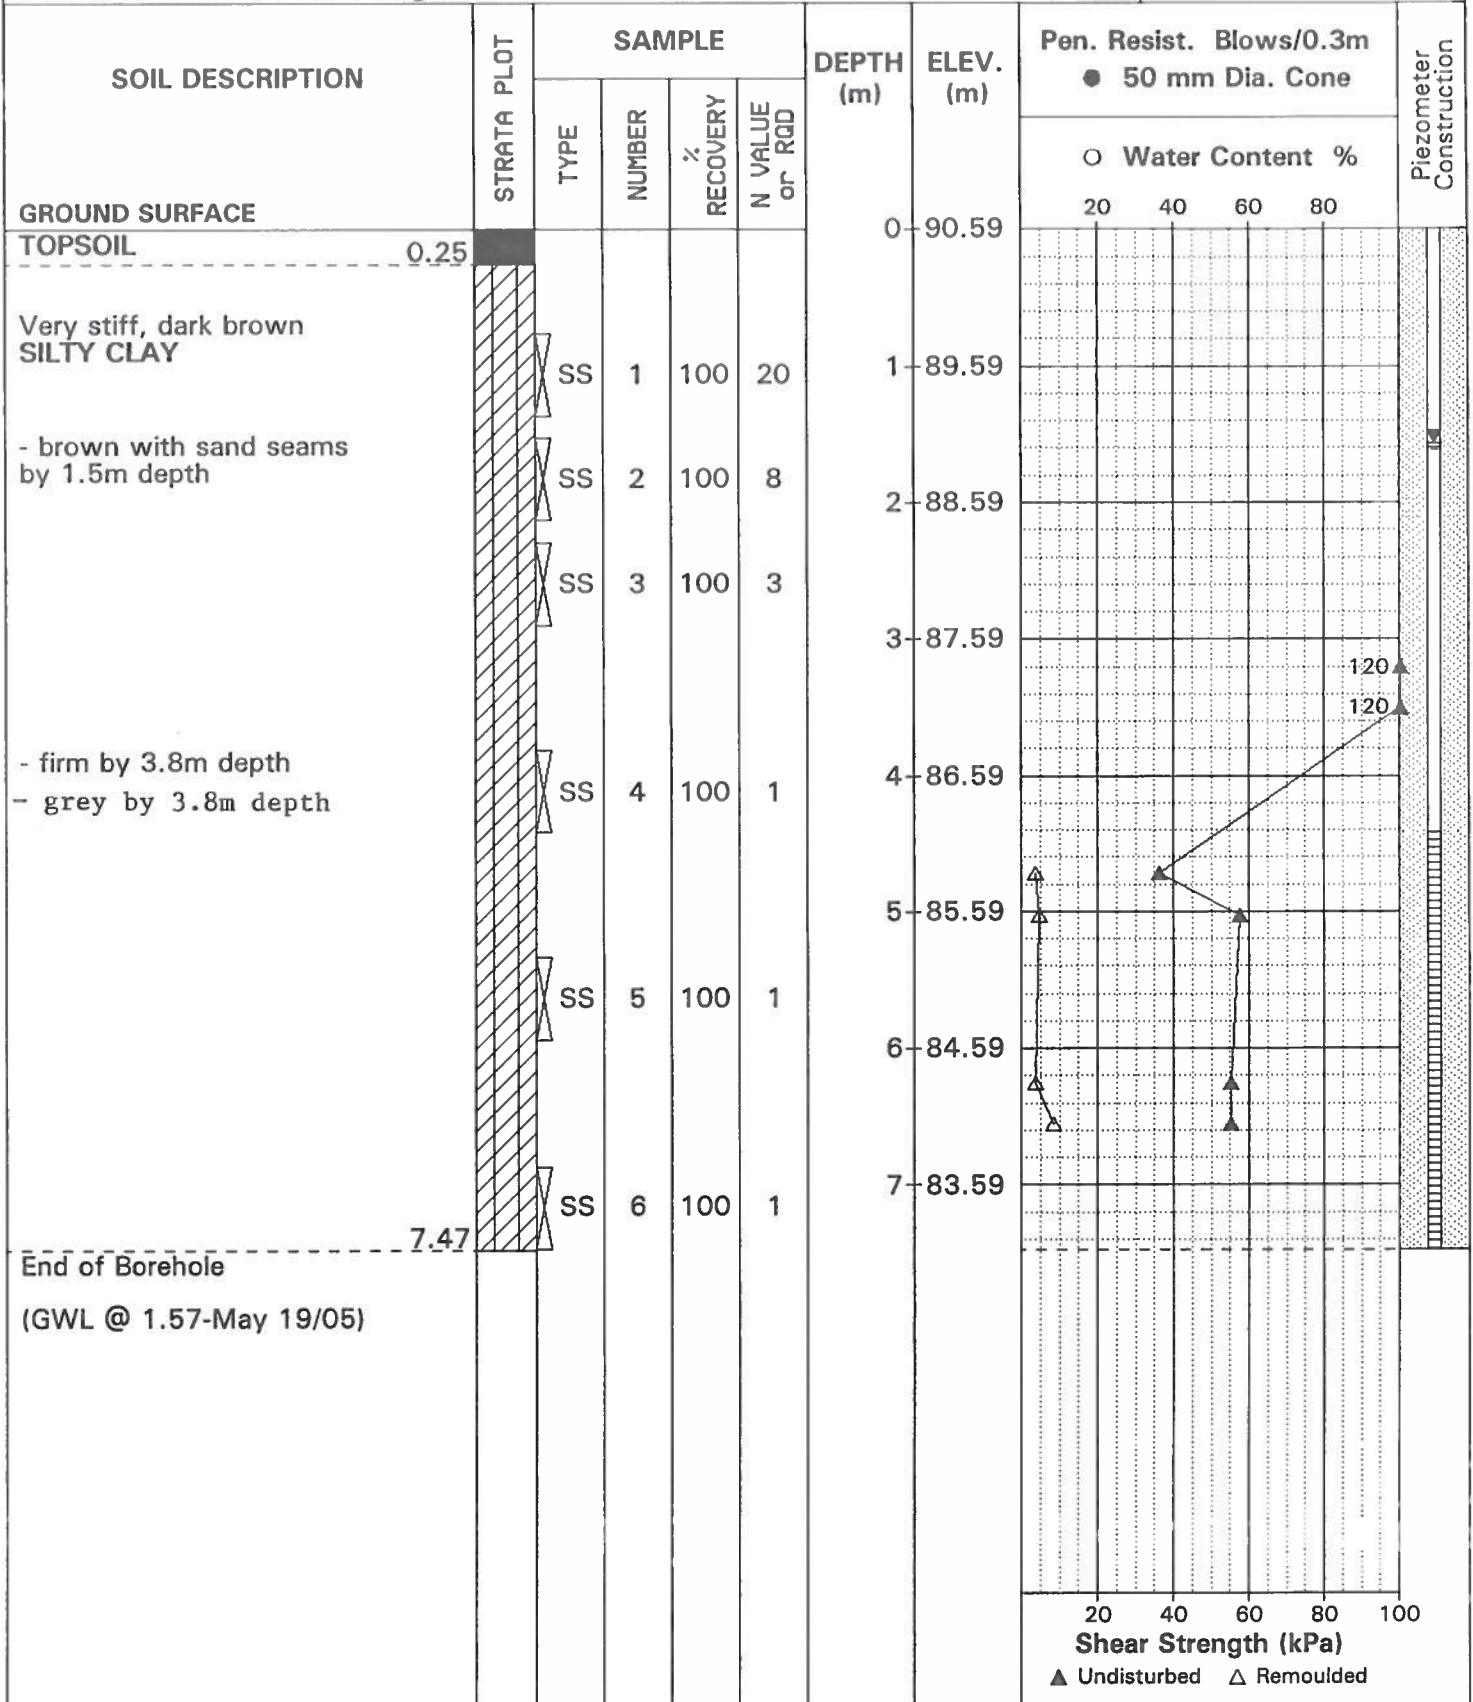 SOIL DESCRIPTION
GROUND SURFACE
STRATA PLOT
SAMPLE
TYPE
NUMBER
%
RECOVERY
N VALUE
or RQD
DEPTH
(m)
ELEV.
(m)
Pen. Resist. Blows/0.3m
● 50 mm Dia. Cone
○ Water Content %
20 40 60 80
Piezometer
Construction
0 90.59
TOPSOIL 0.25
Very stiff, dark brown
SILTY CLAY
SS 1 100 20
1 89.59
- brown with sand seams
by 1.5m depth
SS 2 100 8
2 88.59
SS 3 100 3
3 87.59
120
120
- firm by 3.8m depth
- grey by 3.8m depth
SS 4 100 1
4 86.59
5 85.59
SS 5 100 1
6 84.59
7 83.59
SS 6 100 1
7.47
End of Borehole
(GWL @ 1.57-May 19/05)
20 40 60 80 100
Shear Strength (kPa)
▲ Undisturbed △ Remoulded